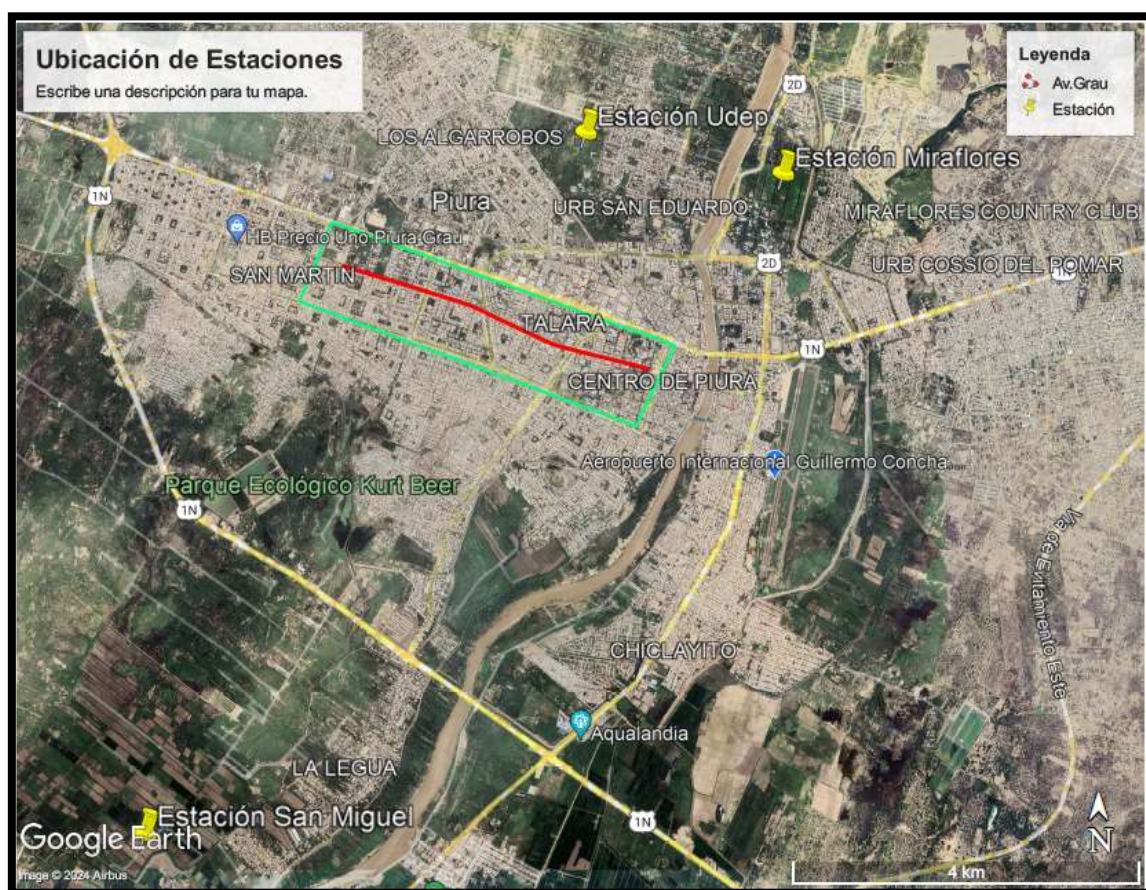 Ubicación de Estaciones
Escribe una descripción para tu mapa.
Leyenda
Av.Grau
Estación
2D
Estación Udep
LOS ALGARROBOS
Estación Miraflores
1N
Piura
URB SAN EDUARDO
MIRAFLORES COUNTRY CLUB
HB Precio Uno Piura Grau
SAN MARTIN
2D
URB COSSIO DEL POMAR
1N
TALARA
1N
CENTRO DE PIURA
Aeropuerto Internacional Guillermo Concha...
Parque Ecológico Kurt Beer
1N
Via de Evitamiento Este
CHICLAYITO
Aqualandia
LA LEGUA
Estación San Miguel
1N
Google Earth
N
Image © 2024 Airbus
4 km